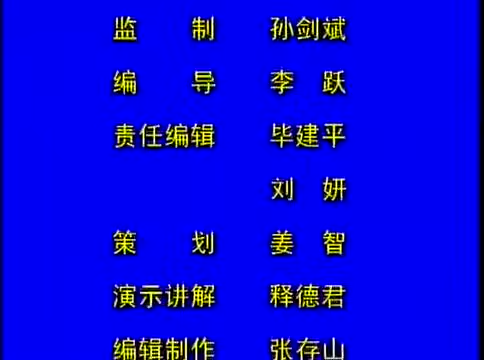 监 制 孙剑斌
编 导 李 跃
责任编辑 毕建平
刘 妍
策 划 姜 智
演示讲解 释德君
编辑制作 张存山